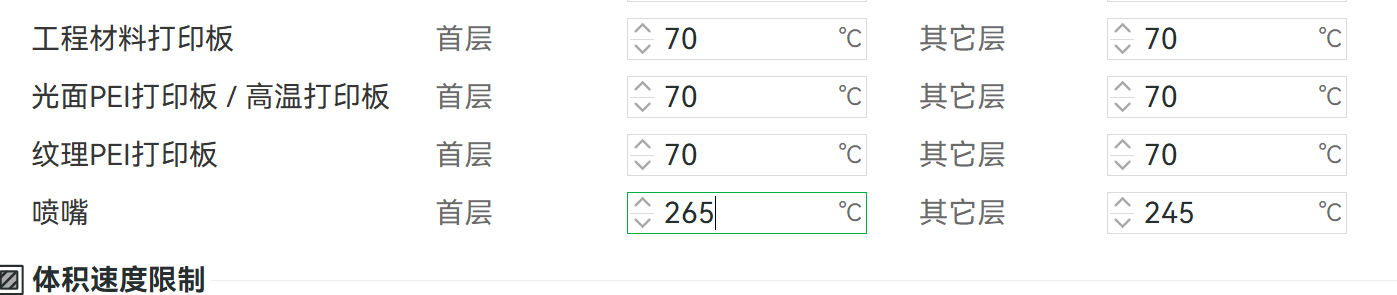 工程材料打印板 首层 70 °C 其它层 70 °C
光面PEI打印板 / 高温打印板 首层 70 °C 其它层 70 °C
纹理PEI打印板 首层 70 °C 其它层 70 °C
喷嘴 首层 265 °C 其它层 245 °C
体积速度限制